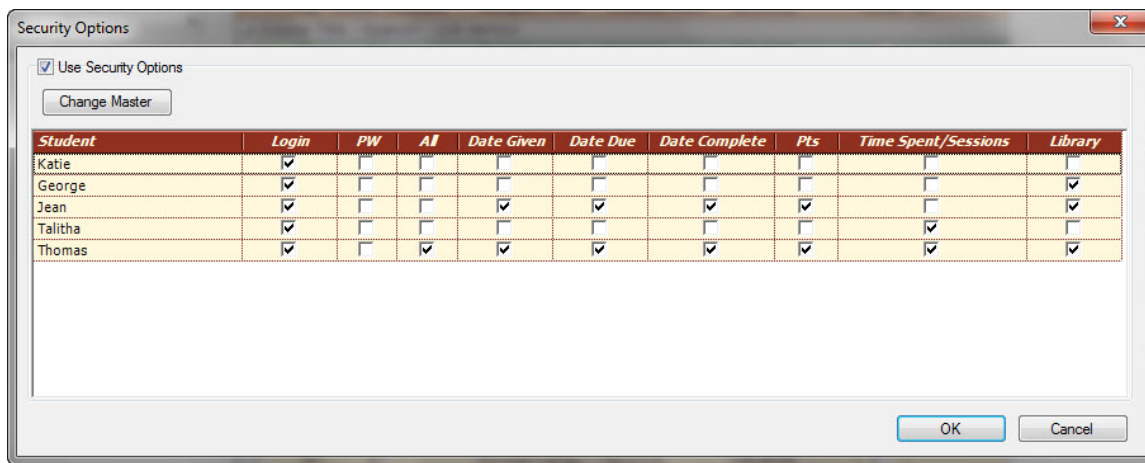 Security Options
Use Security Options
Change Master
Student Login PW All Date Given Date Due Date Complete Pts Time Spent/Sessions Library
Katie
George
Jean
Talitha
Thomas
OK Cancel